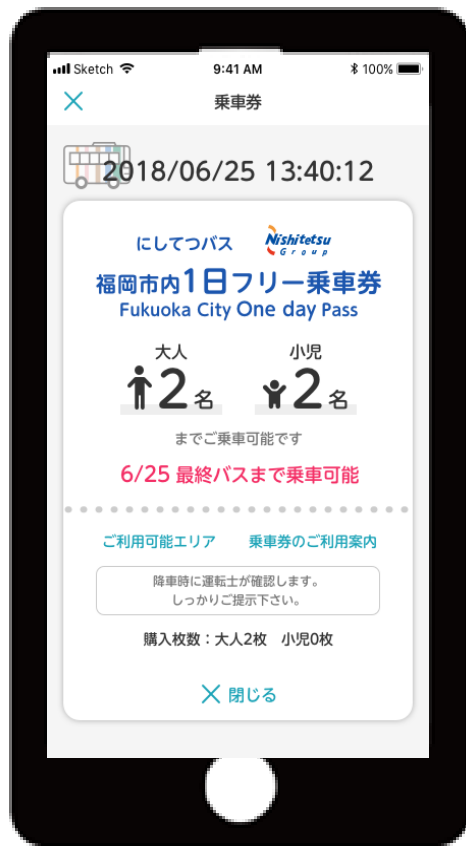 Sketch 9:41 AM 100%
乗車券
2018/06/25 13:40:12
にしてつバス Nishitetsu Group
福岡市内1日フリー乗車券
Fukuoka City One day Pass
大人 小児
2名 2名
までご乗車可能です
6/25 最終バスまで乗車可能
ご利用可能エリア 乗車券のご利用案内
降車時に運転士が確認します。
しっかりご提示下さい。
購入枚数:大人2枚 小児0枚
閉じる